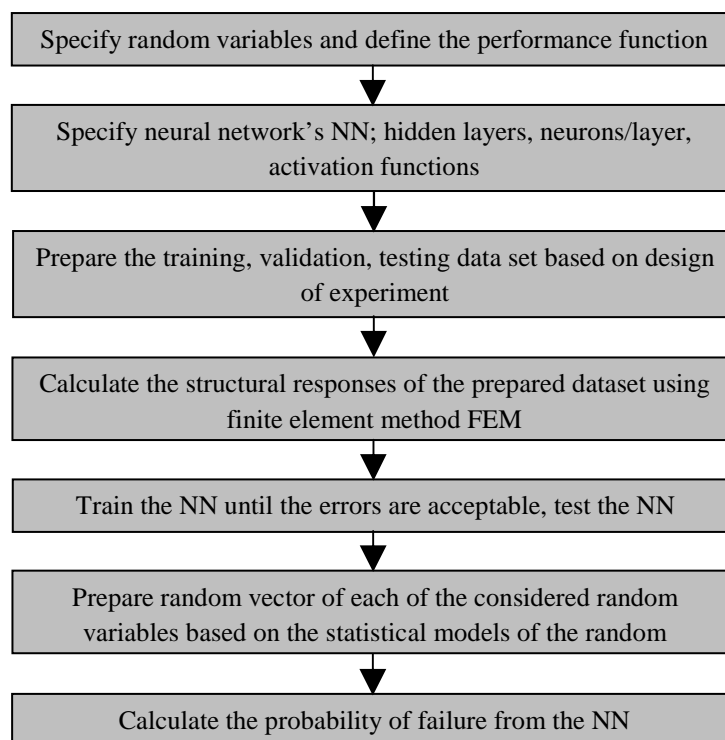 Specify random variables and define the performance function
Specify neural network’s NN; hidden layers, neurons/layer,
activation functions
Prepare the training, validation, testing data set based on design
of experiment
Calculate the structural responses of the prepared dataset using
finite element method FEM
Train the NN until the errors are acceptable, test the NN
Prepare random vector of each of the considered random
variables based on the statistical models of the random
Calculate the probability of failure from the NN